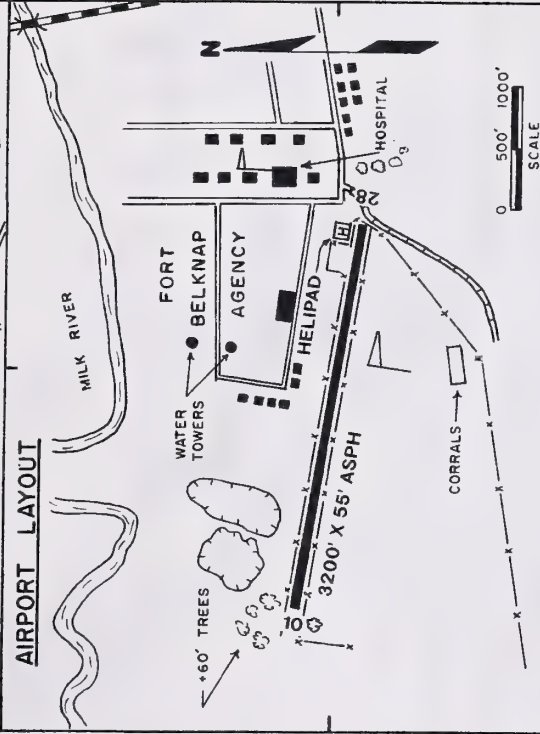 AIRPORT LAYOUT
MILK RIVER
N
FORT
BELKNAP
AGENCY
WATER
TOWERS
HOSPITAL
HELIPAD
H
28
+60' TREES
10
3200' X 55' ASPH
CORRALS
0 500' 1000'
SCALE